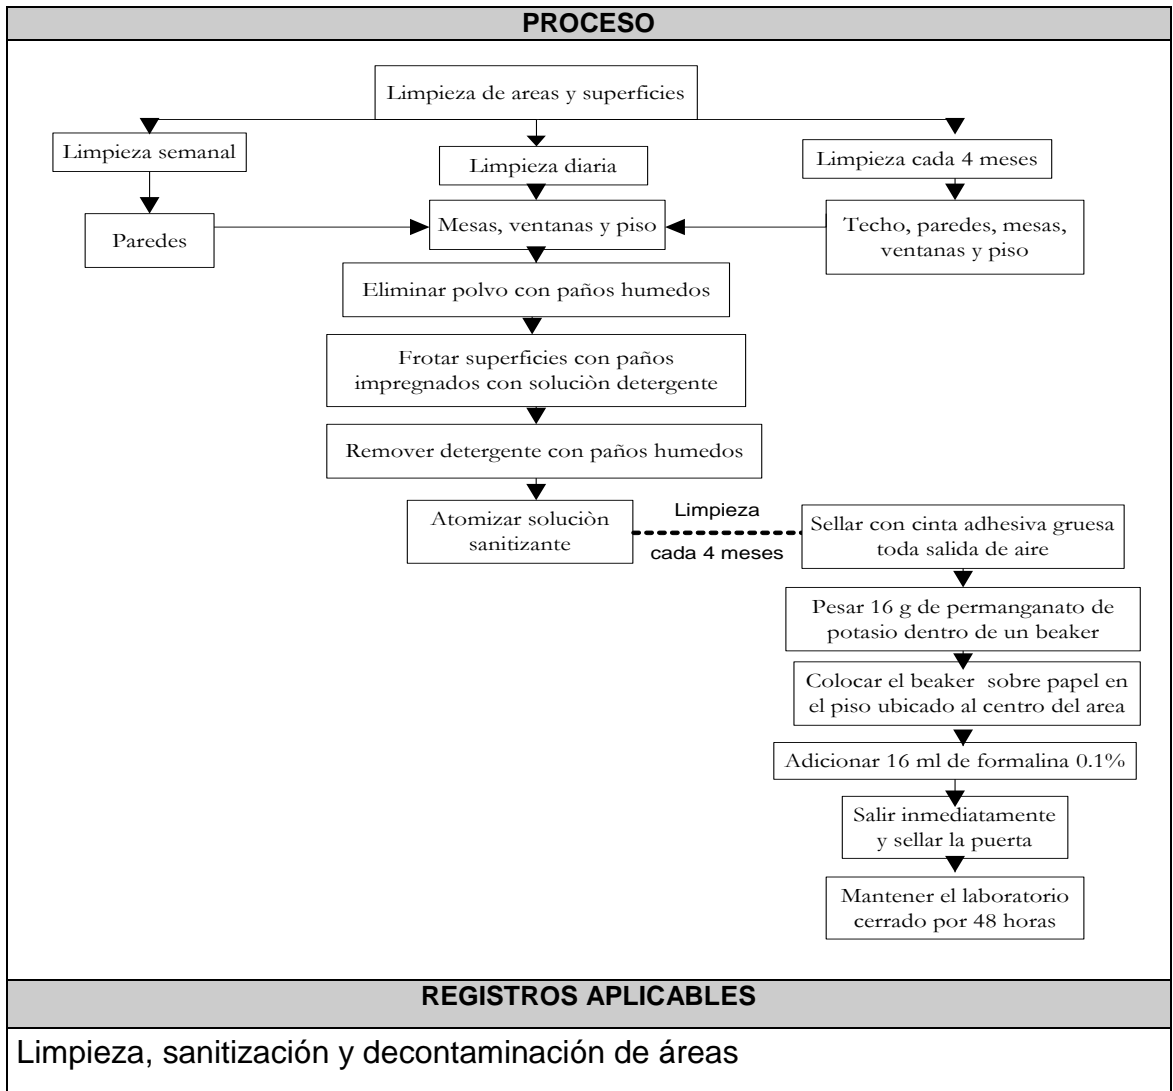 PROCESO
Limpieza de areas y superficies
Limpieza semanal
Limpieza diaria
Limpieza cada 4 meses
Paredes
Mesas, ventanas y piso
Techo, paredes, mesas,
ventanas y piso
Eliminar polvo con paños humedos
Frotar superficies con paños
impregnados con soluciòn detergente
Remover detergente con paños humedos
Atomizar soluciòn
sanitizante
Limpieza
cada 4 meses
Sellar con cinta adhesiva gruesa
toda salida de aire
Pesar 16 g de permanganato de
potasio dentro de un beaker
Colocar el beaker sobre papel en
el piso ubicado al centro del area
Adicionar 16 ml de formalina 0.1%
Salir inmediatamente
y sellar la puerta
Mantener el laboratorio
cerrado por 48 horas
REGISTROS APLICABLES
Limpieza, sanitización y decontaminación de áreas